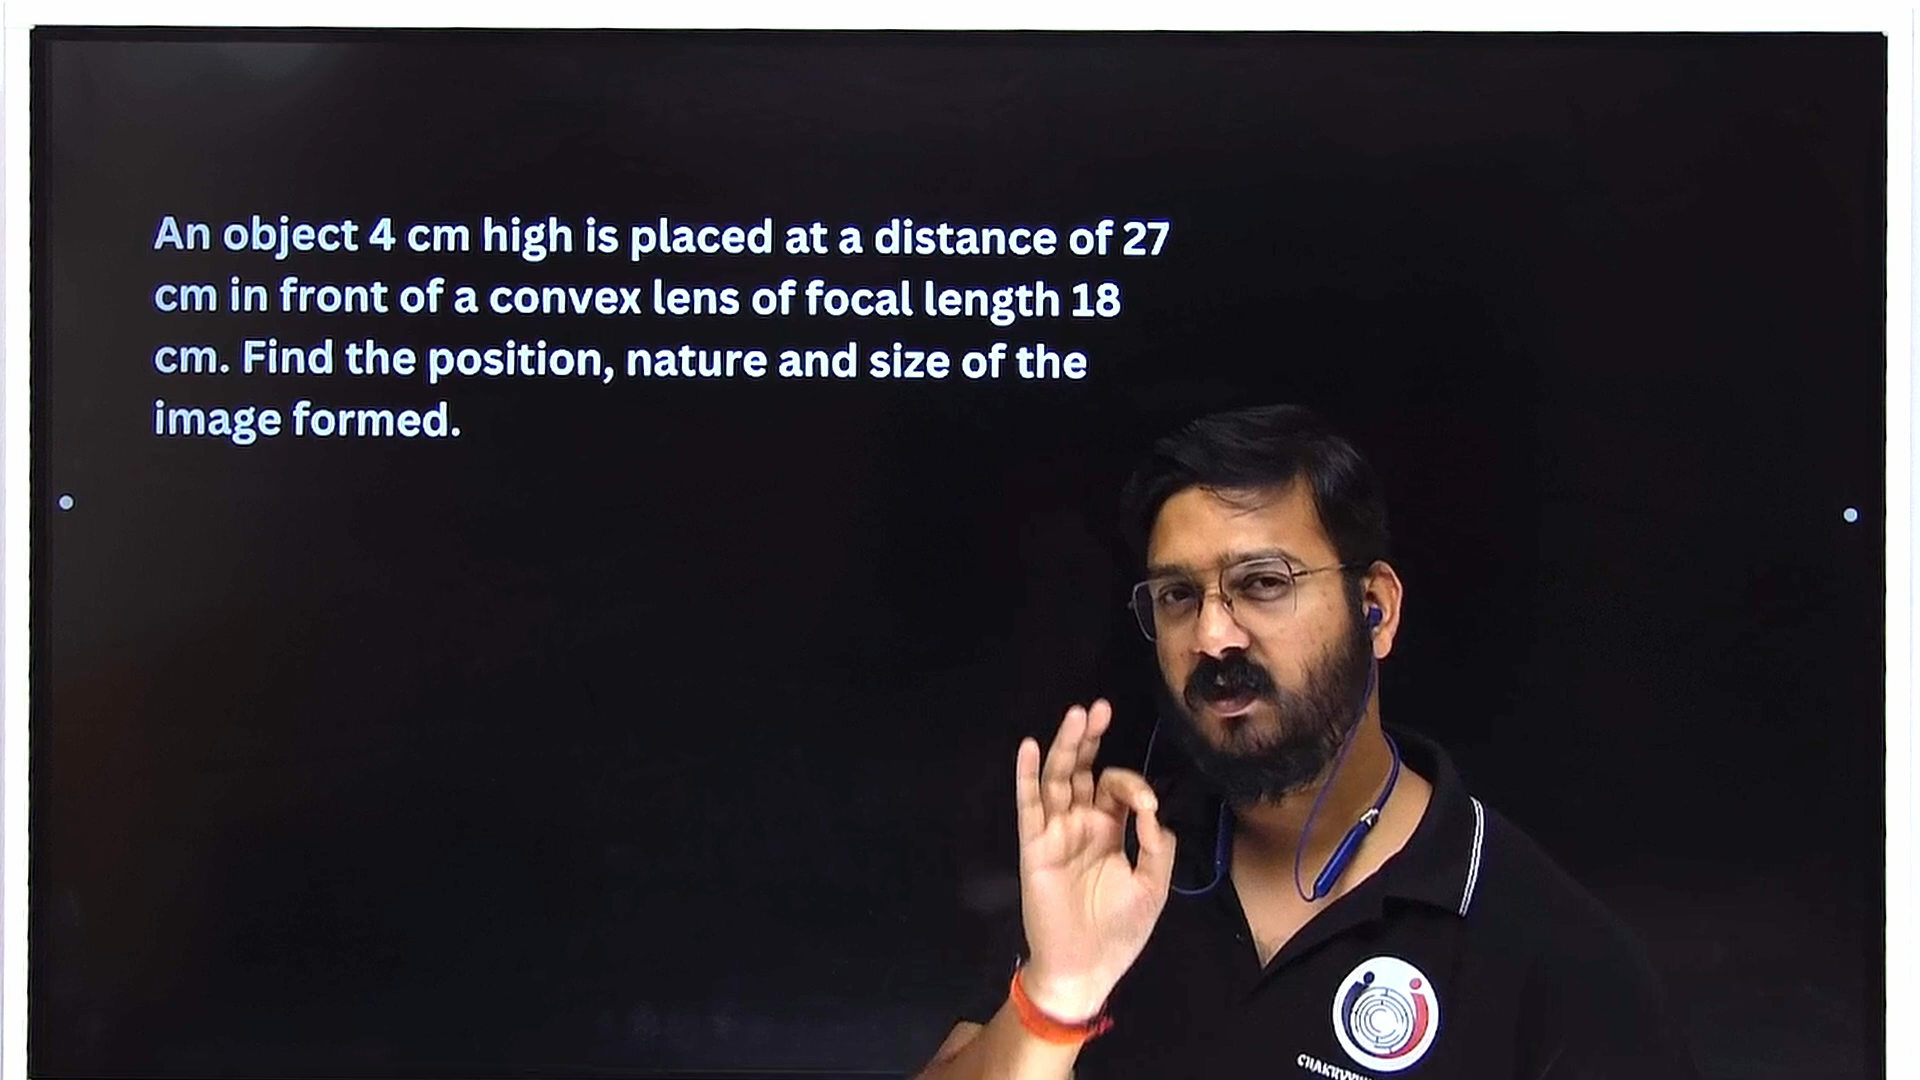 An object 4 cm high is placed at a distance of 27
cm in front of a convex lens of focal length 18
cm. Find the position, nature and size of the
image formed.